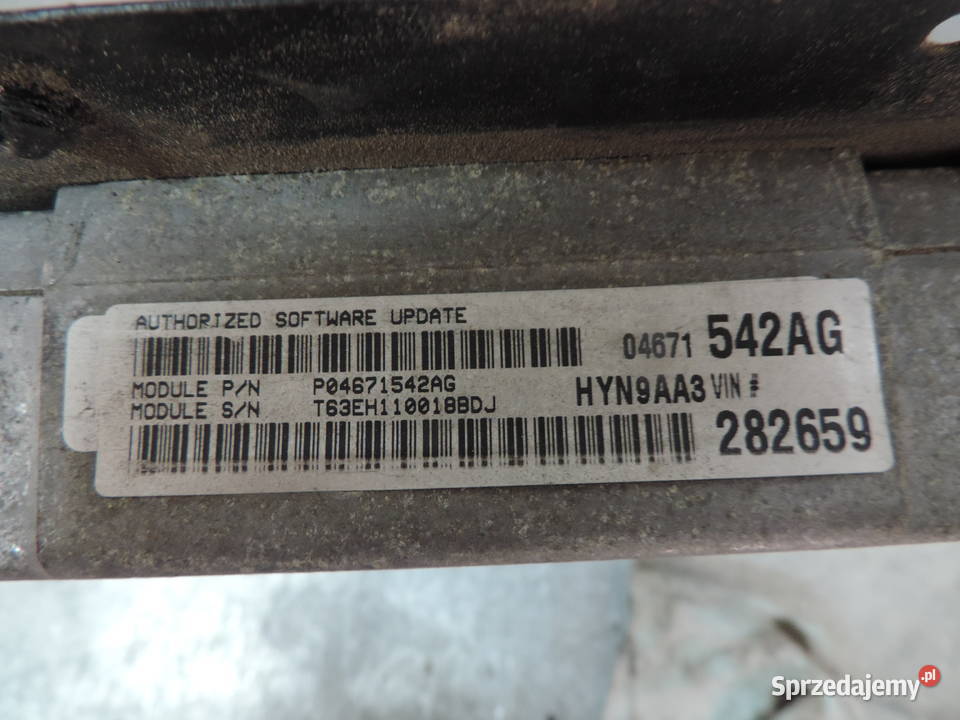 AUTHORIZED SOFTWARE UPDATE
04671 542AG
MODULE P/N P04671542AG
MODULE S/N T63EH110018BDJ
HYN9AA3 VIN #
282659
Sprzedajemy.pl